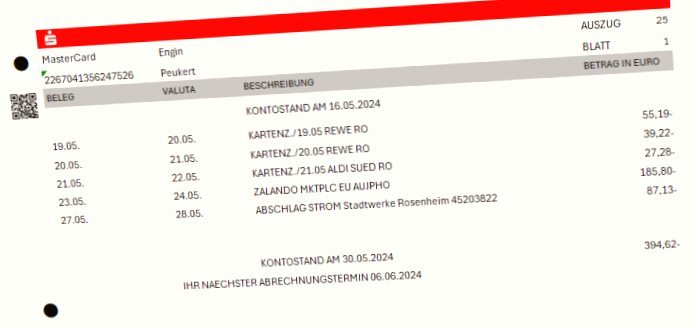 AUSZUG 25
MasterCard Engin BLATT 1
2267041356247526 Peukert
BELEG VALUTA BESCHREIBUNG BETRAG IN EURO
KONTOSTAND AM 16.05.2024
19.05. 20.05. KARTENZ./19.05 REWE RO 55,19-
20.05. 21.05. KARTENZ./20.05 REWE RO 39,22-
21.05. 22.05. KARTENZ./21.05 ALDI SUED RO 27,28-
23.05. 24.05. ZALANDO MKTPLC EU AUJPHO 185,80-
27.05. 28.05. ABSCHLAG STROM Stadtwerke Rosenheim 45203822 87,13-
KONTOSTAND AM 30.05.2024 394,62-
IHR NAECHSTER ABRECHNUNGSTERMIN 06.06.2024